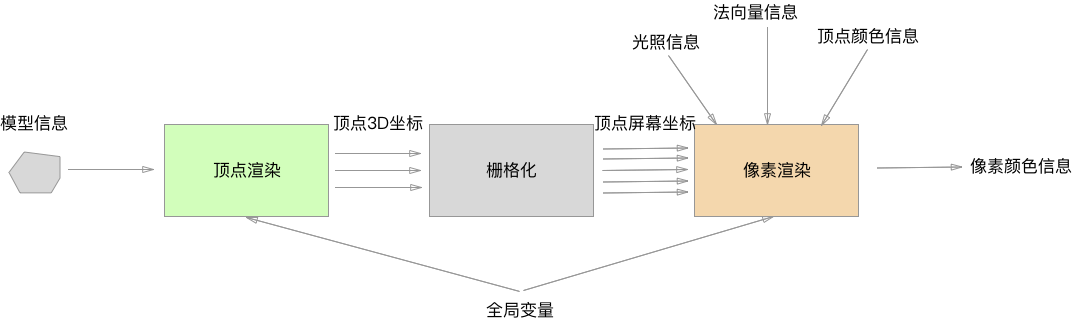 法向量信息
光照信息
顶点颜色信息
模型信息
顶点3D坐标
顶点屏幕坐标
顶点渲染
栅格化
像素渲染
像素颜色信息
全局变量